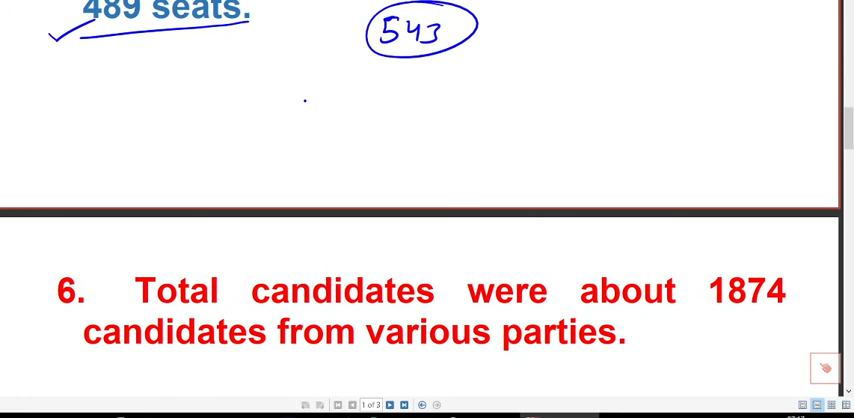 489 seats.
543
6. Total candidates were about 1874
candidates from various parties.
1 of 3